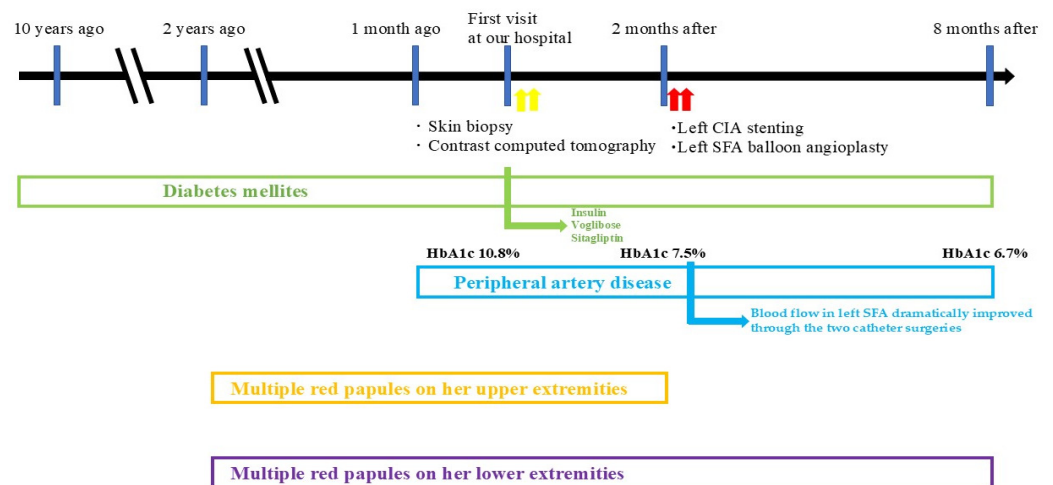 10 years ago
2 years ago
1 month ago
First visit
at our hospital
2 months after
8 months after
・Skin biopsy
・Contrast computed tomography
・Left CIA stenting
・Left SFA balloon angioplasty
Diabetes mellites
Insulin
Voglibose
Sitagliptin
HbA1c 10.8%
HbA1c 7.5%
HbA1c 6.7%
Peripheral artery disease
Blood flow in left SFA dramatically improved
through the two catheter surgeries
Multiple red papules on her upper extremities
Multiple red papules on her lower extremities